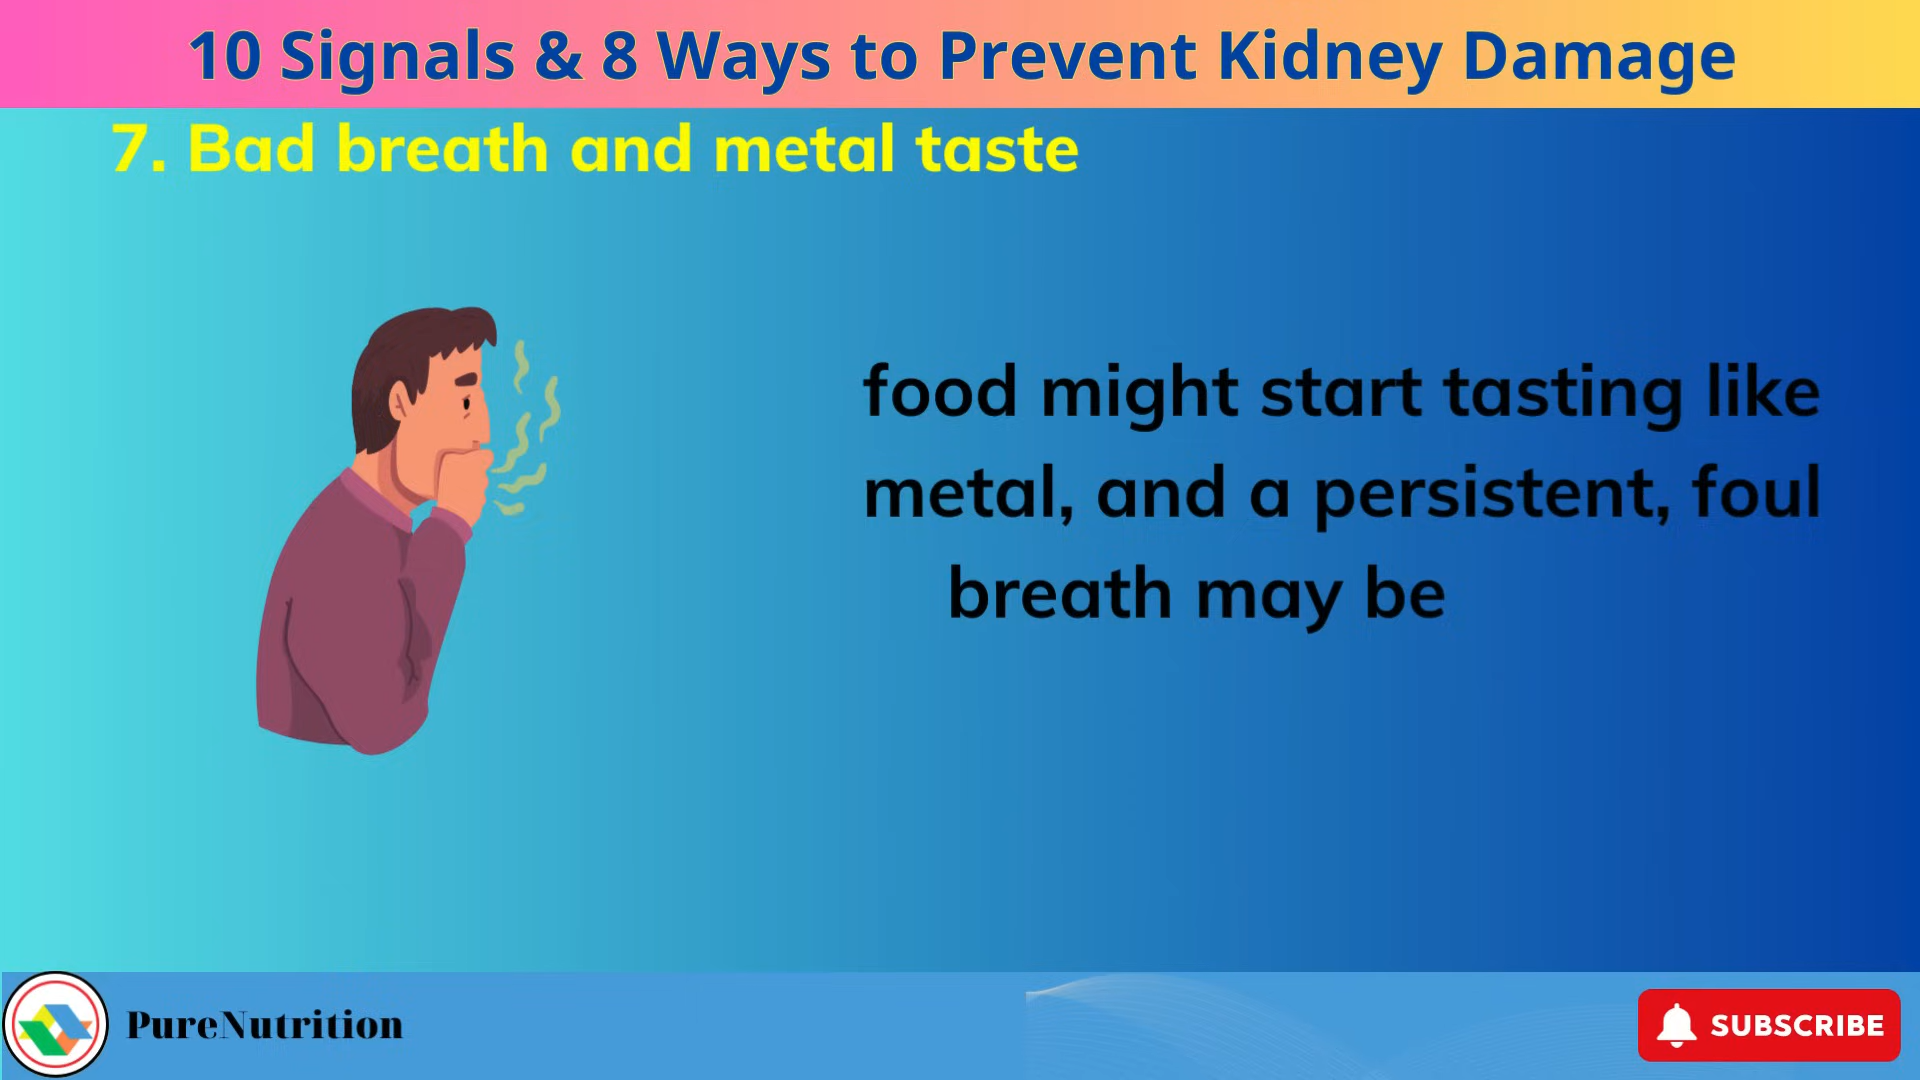 10 Signals & 8 Ways to Prevent Kidney Damage
7. Bad breath and metal taste
food might start tasting like
metal, and a persistent, foul
breath may be
PureNutrition
SUBSCRIBE